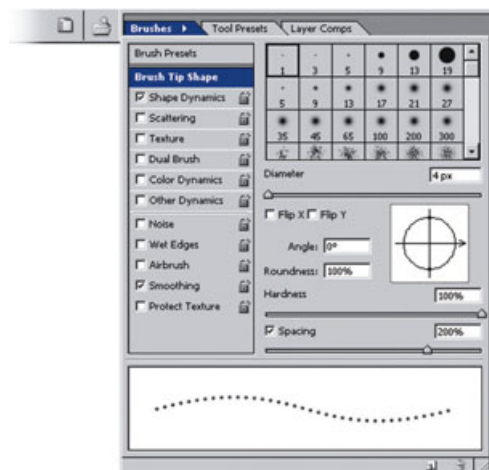 Brushes Tool Presets Layer Comps
Brush Presets
Brush Tip Shape
Shape Dynamics
Scattering
Texture
Dual Brush
Color Dynamics
Other Dynamics
Noise
Wet Edges
Airbrush
Smoothing
Protect Texture
1 3 5 9 13 19
5 9 13 17 21 27
35 45 65 100 200 300
Diameter 4 px
Flip X Flip Y
Angle: 0°
Roundness: 100%
Hardness 100%
Spacing 200%